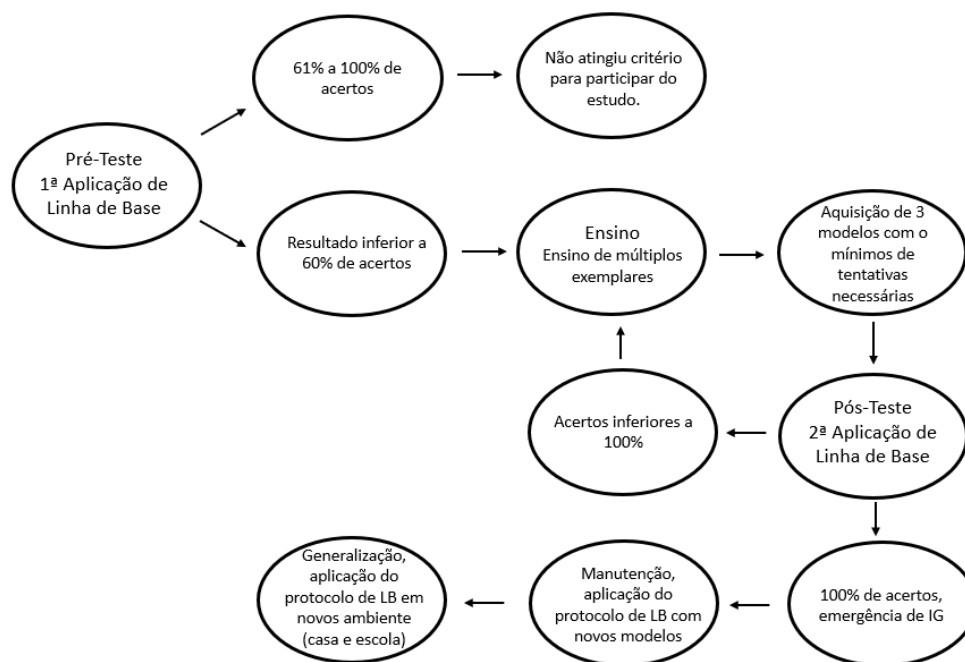 61% a 100% de
acertos
Não atingiu critério
para participar do
estudo.
Pré-Teste
1ª Aplicação de
Linha de Base
Resultado inferior a
60% de acertos
Ensino
Ensino de múltiplos
exemplares
Aquisição de 3
modelos com o
mínimos de
tentativas
necessárias
Acertos inferiores a
100%
Pós-Teste
2ª Aplicação de
Linha de Base
Generalização,
aplicação do
protocolo de LB em
novos ambiente
(casa e escola)
Manutenção,
aplicação do
protocolo de LB com
novos modelos
100% de acertos,
emergência de IG